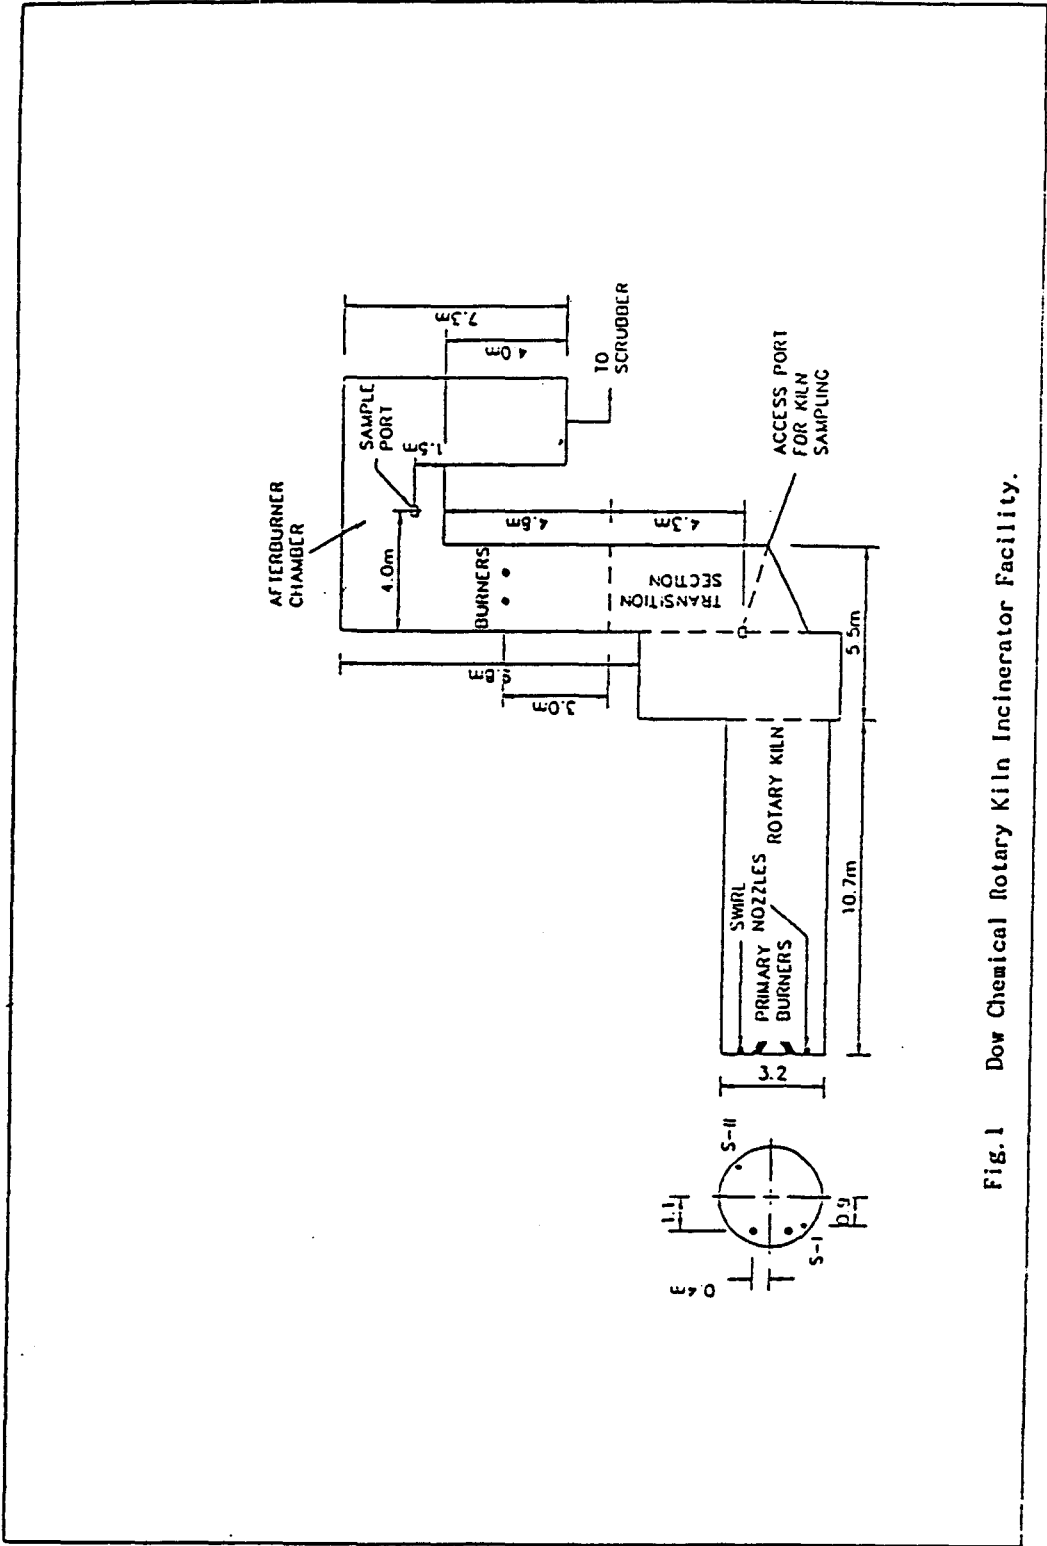 AFTERBURNER
CHAMBER
SAMPLE
PORT
4.0m
1.5m
7.3m
4.0m
TO
SCRUBBER
BURNERS
3.0m
4.8m
4.3m
TRANSITION
SECTION
ACCESS PORT
FOR KILN
SAMPLING
5.5m
ROTARY KILN
SWIRL
NOZZLES
PRIMARY
BURNERS
10.7m
3.2
S-II
S-I
1.1
0.9
0.4m
Fig.1 Dow Chemical Rotary Kiln Incinerator Facility.